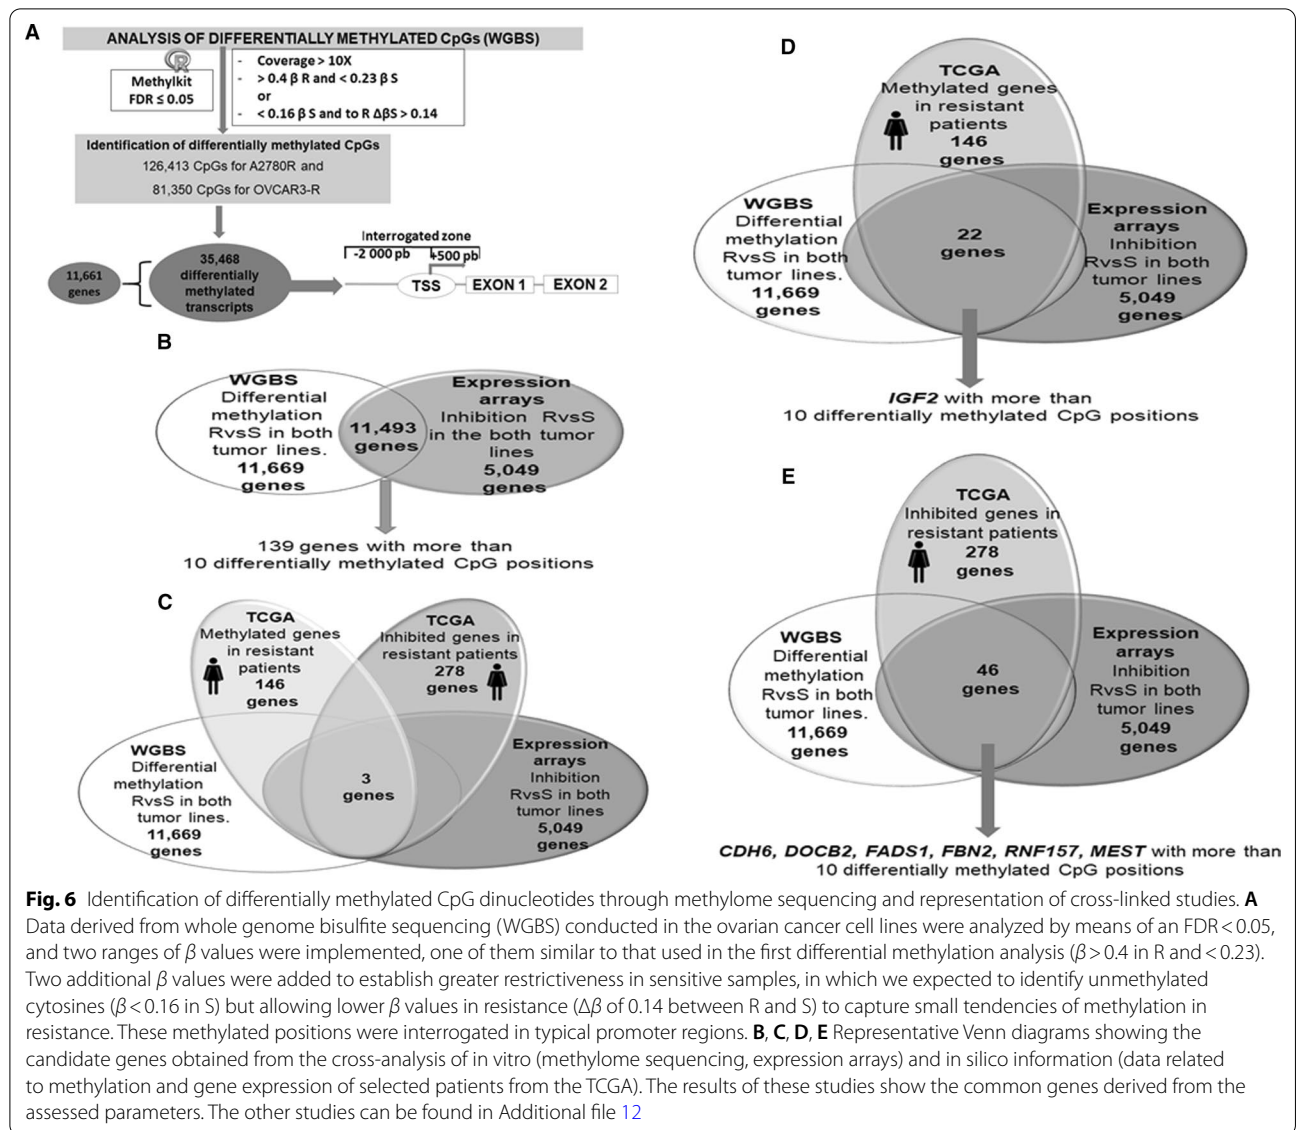 A
ANALYSIS OF DIFFERENTIALLY METHYLATED CpGs (WGBS)
R
Methylkit
FDR ≤ 0.05
- Coverage > 10X
- > 0.4 β R and < 0.23 β S
or
- < 0.16 β S and to R ΔβS > 0.14
Identification of differentially methylated CpGs
126,413 CpGs for A2780R and
81,350 CpGs for OVCAR3-R
11,661
genes
35,468
differentially
methylated
transcripts
Interrogated zone
-2 000 pb
+500 pb
TSS
EXON 1
EXON 2
B
WGBS
Differential
methylation
RvsS in both
tumor lines.
11,669
genes
11,493
genes
Expression
arrays
Inhibition RvsS
in the both tumor
lines
5,049
genes
139 genes with more than
10 differentially methylated CpG positions
C
TCGA
Methylated genes
in resistant
patients
146
genes
TCGA
Inhibited genes in
resistant patients
278
genes
WGBS
Differential
methylation
RvsS in both
tumor lines.
11,669
genes
3
genes
Expression
arrays
Inhibition
RvsS in both
tumor lines
5,049
genes
D
TCGA
Methylated genes
in resistant
patients
146
genes
WGBS
Differential
methylation
RvsS in both
tumor lines.
11,669
genes
22
genes
Expression
arrays
Inhibition
RvsS in both
tumor lines
5,049
genes
IGF2 with more than
10 differentially methylated CpG positions
E
TCGA
Inhibited genes in
resistant patients
278
genes
WGBS
Differential
methylation
RvsS in both
tumor lines.
11,669
genes
46
genes
Expression
arrays
Inhibition
RvsS in both
tumor lines
5,049
genes
CDH6, DOCB2, FADS1, FBN2, RNF157, MEST with more than
10 differentially methylated CpG positions
Fig. 6 Identification of differentially methylated CpG dinucleotides through methylome sequencing and representation of cross-linked studies. A
Data derived from whole genome bisulfite sequencing (WGBS) conducted in the ovarian cancer cell lines were analyzed by means of an FDR < 0.05,
and two ranges of β values were implemented, one of them similar to that used in the first differential methylation analysis (β > 0.4 in R and < 0.23).
Two additional β values were added to establish greater restrictiveness in sensitive samples, in which we expected to identify unmethylated
cytosines (β < 0.16 in S) but allowing lower β values in resistance (Δβ of 0.14 between R and S) to capture small tendencies of methylation in
resistance. These methylated positions were interrogated in typical promoter regions. B, C, D, E Representative Venn diagrams showing the
candidate genes obtained from the cross-analysis of in vitro (methylome sequencing, expression arrays) and in silico information (data related
to methylation and gene expression of selected patients from the TCGA). The results of these studies show the common genes derived from the
assessed parameters. The other studies can be found in Additional file 12